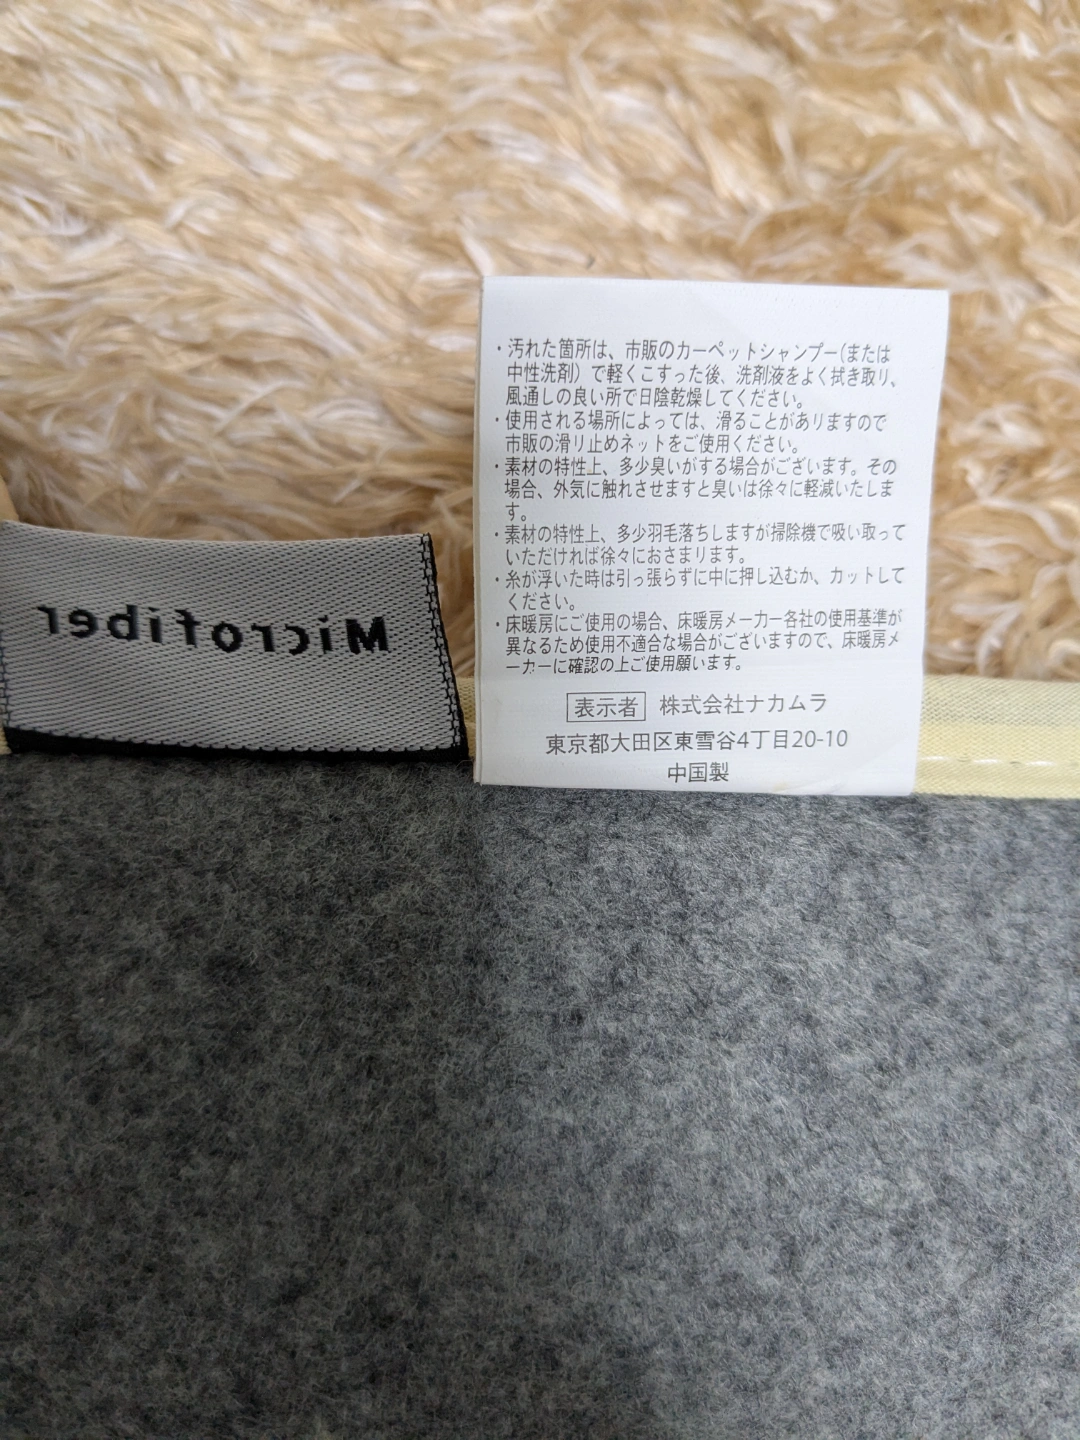 Microfiber
・汚れた箇所は、市販のカーペットシャンプー(または
中性洗剤）で軽くこすった後、洗剤液をよく拭き取り、
風通しの良い所で日陰乾燥してください。
・使用される場所によっては、滑ることがありますので
市販の滑り止めネットをご使用ください。
・素材の特性上、多少臭いがする場合がございます。その
場合、外気に触れさせますと臭いは徐々に軽減いたしま
す。
・素材の特性上、多少羽毛落ちしますが掃除機で吸い取って
いただければ徐々におさまります。
・糸が浮いた時は引っ張らずに中に押し込むか、カットして
ください。
・床暖房にご使用の場合、床暖房メーカー各社の使用基準が
異なるため使用不適合な場合がございますので、床暖房メ
ーカーに確認の上ご使用願います。
表示者 株式会社ナカムラ
東京都大田区東雪谷4丁目20-10
中国製